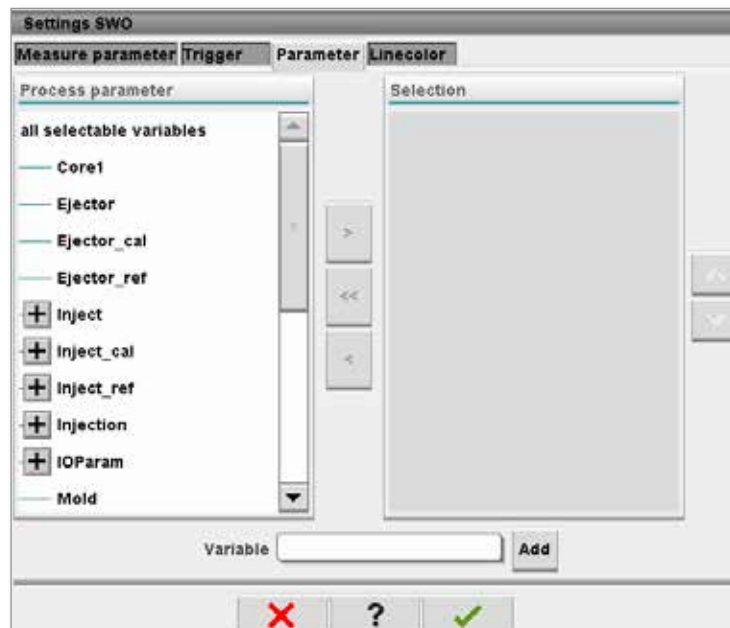 Settings SWO
Measure parameter Trigger Parameter Linecolor
Process parameter
all selectable variables
Core1
Ejector
Ejector_cal
Ejector_ref
Inject
Inject_cal
Inject_ref
Injection
IOParam
Mold
>
<<
<
Selection
Variable Add
?